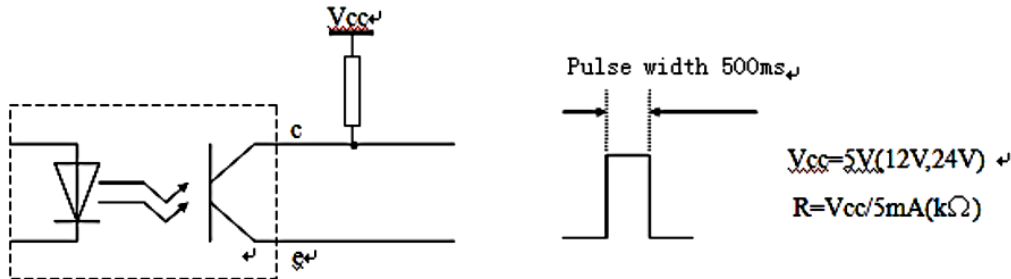 Vcc
c
e
Pulse width 500ms
Vcc=5V(12V,24V)
R=Vcc/5mA(kΩ)